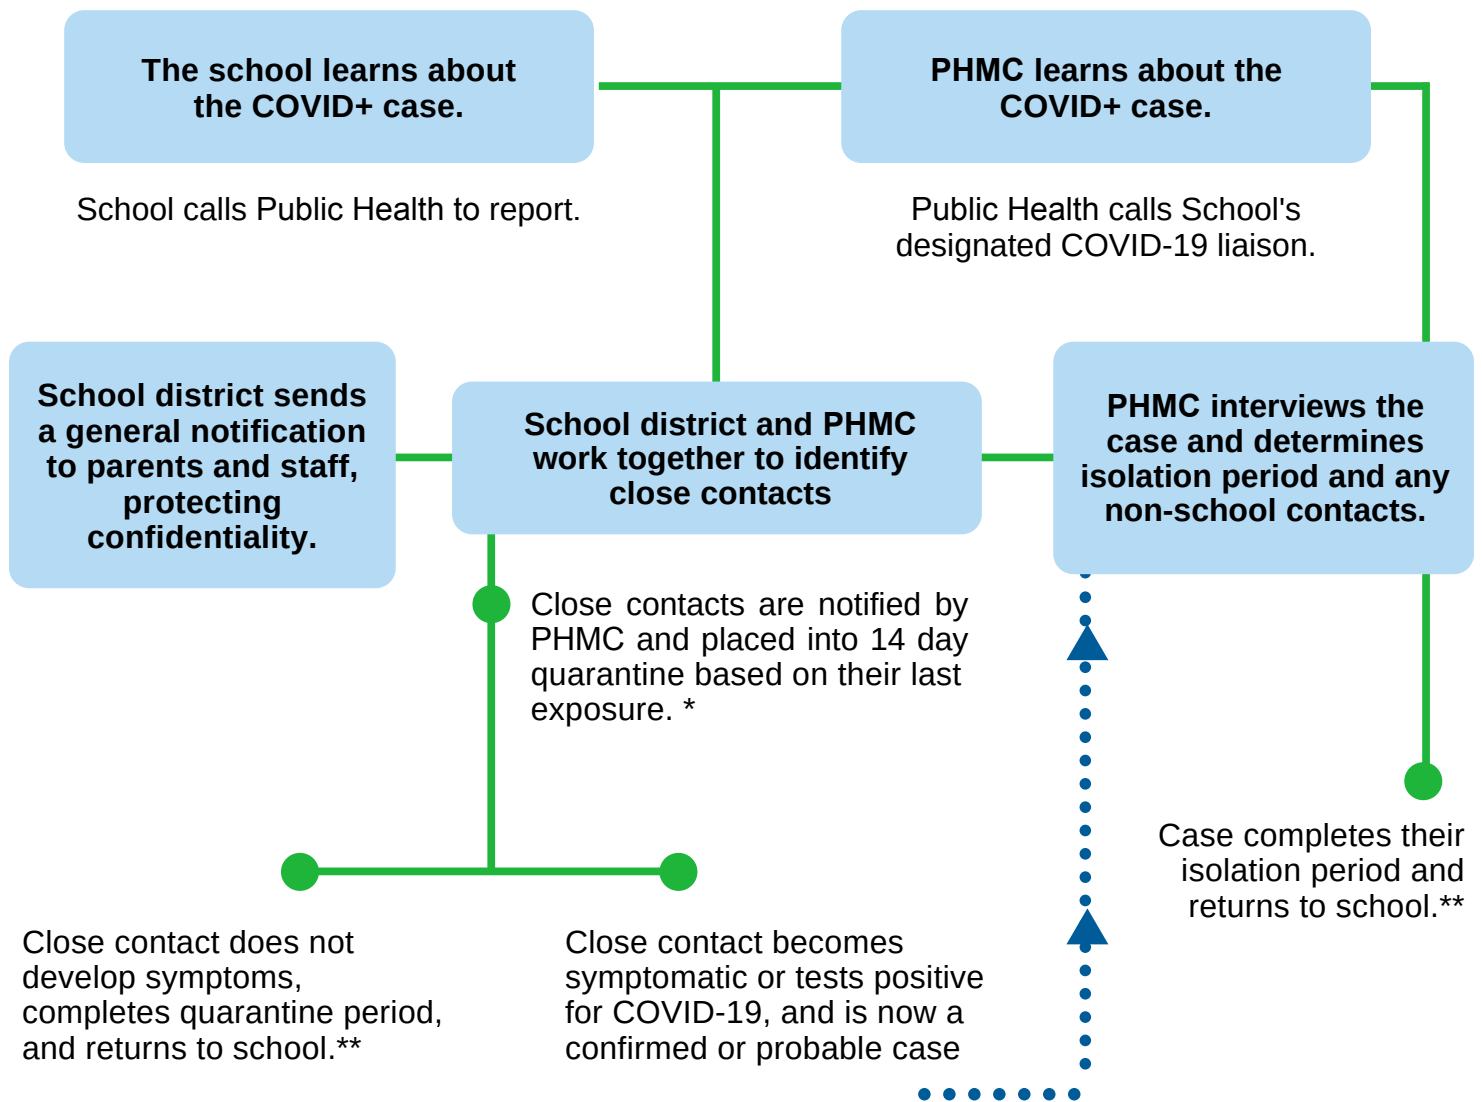 The school learns about
the COVID+ case.
PHMC learns about the
COVID+ case.
School calls Public Health to report.
Public Health calls School's
designated COVID-19 liaison.
School district sends
a general notification
to parents and staff,
protecting
confidentiality.
School district and PHMC
work together to identify
close contacts
PHMC interviews the
case and determines
isolation period and any
non-school contacts.
Close contacts are notified by
PHMC and placed into 14 day
quarantine based on their last
exposure. *
Case completes their
isolation period and
returns to school.**
Close contact does not
develop symptoms,
completes quarantine period,
and returns to school.**
Close contact becomes
symptomatic or tests positive
for COVID-19, and is now a
confirmed or probable case